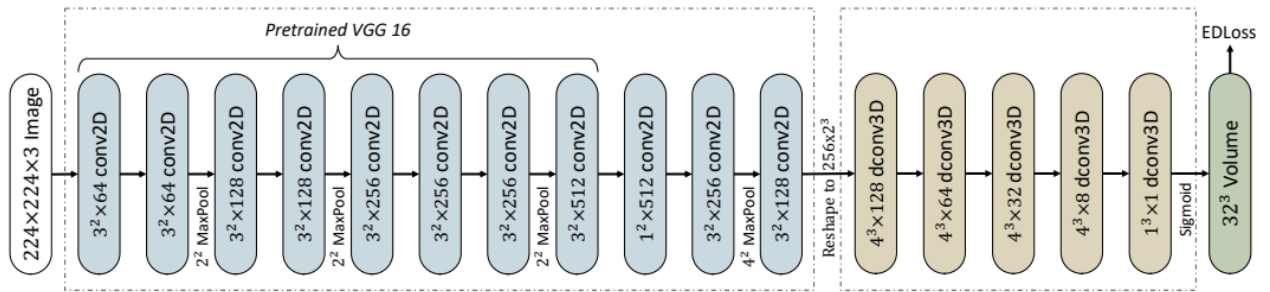 Pretrained VGG 16
EDLoss
224×224×3 Image
3²×64 conv2D
3²×64 conv2D
2² MaxPool
3²×128 conv2D
3²×128 conv2D
2² MaxPool
3²×256 conv2D
3²×256 conv2D
3²×256 conv2D
2² MaxPool
3²×512 conv2D
1²×512 conv2D
3²×256 conv2D
4² MaxPool
3²×128 conv2D
Reshape to 256x2³
4³×128 dconv3D
4³×64 dconv3D
4³×32 dconv3D
4³×8 dconv3D
1³×1 dconv3D
Sigmoid
32³ Volume